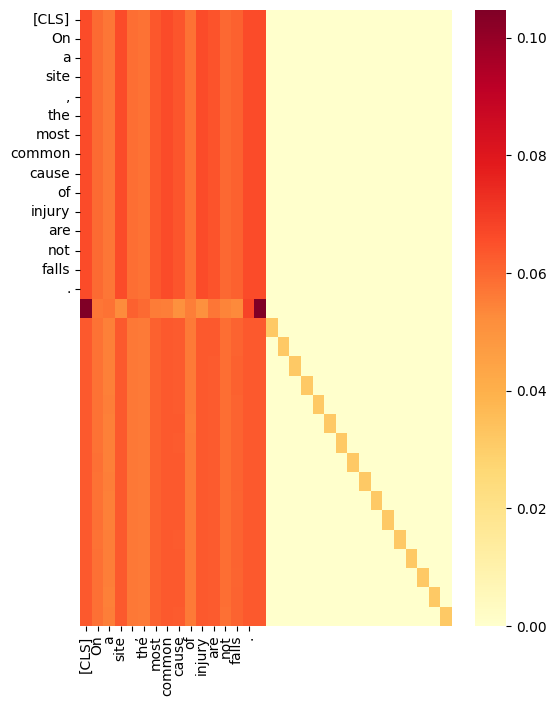 [CLS]
On
a
site
,
the
most
common
cause
of
injury
are
not
falls
.
0.10
0.08
0.06
0.04
0.02
0.00
[CLS]
On
a
site
,
the
most
common
cause
of
injury
are
not
falls
.